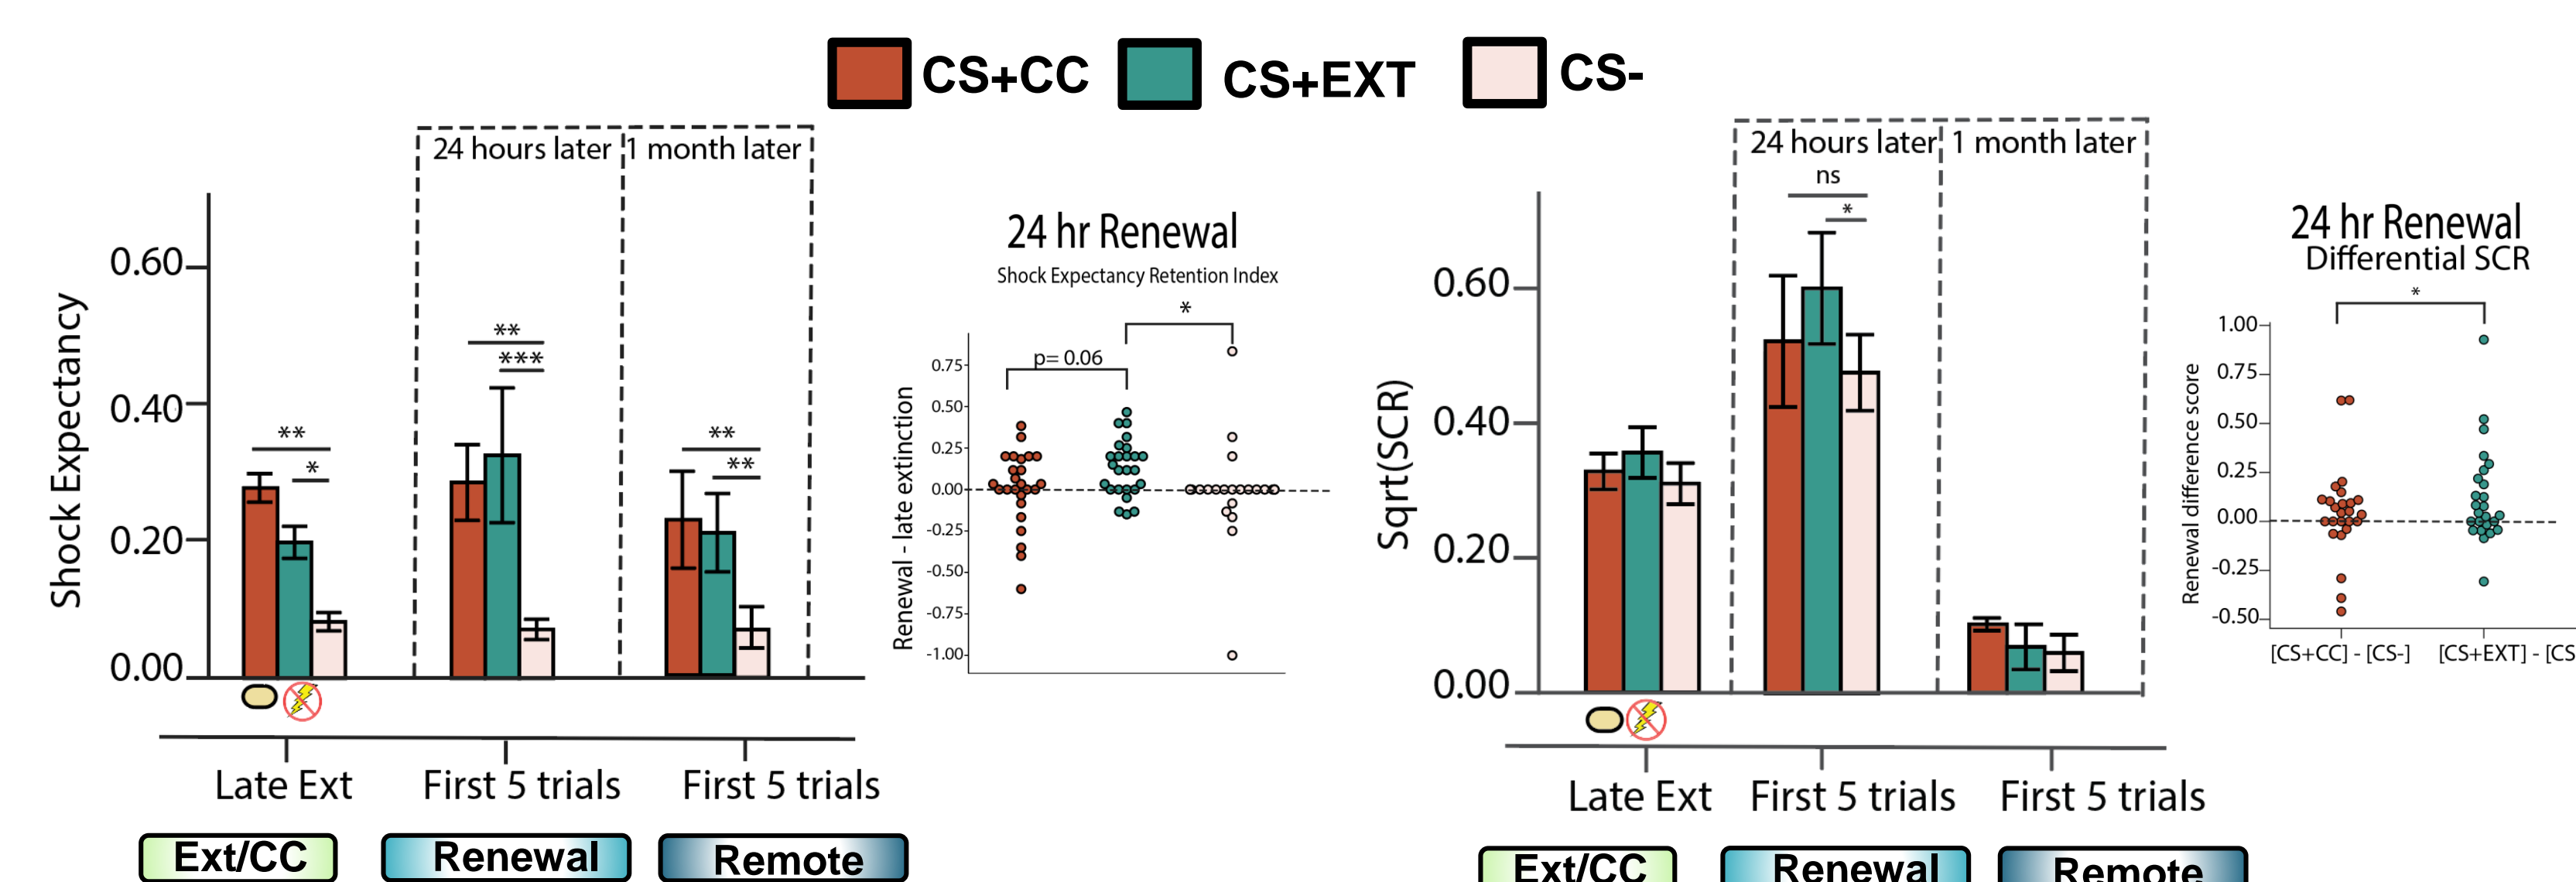 CS+CC
CS+EXT
CS-
24 hours later
1 month later
Shock Expectancy
0.60
0.40
0.20
0.00
**
*
**
***
**
**
Late Ext
First 5 trials
First 5 trials
Ext/CC
Renewal
Remote
24 hr Renewal
Shock Expectancy Retention Index
*
p= 0.06
Renewal - late extinction
0.75
0.50
0.25
0.00
-0.25
-0.50
-0.75
-1.00
24 hours later
1 month later
ns
*
Sqrt(SCR)
0.60
0.40
0.20
0.00
Late Ext
First 5 trials
First 5 trials
Ext/CC
Renewal
Remote
24 hr Renewal
Differential SCR
*
Renewal difference score
1.00
0.75
0.50
0.25
0.00
-0.25
-0.50
[CS+CC] - [CS-]
[CS+EXT] - [CS